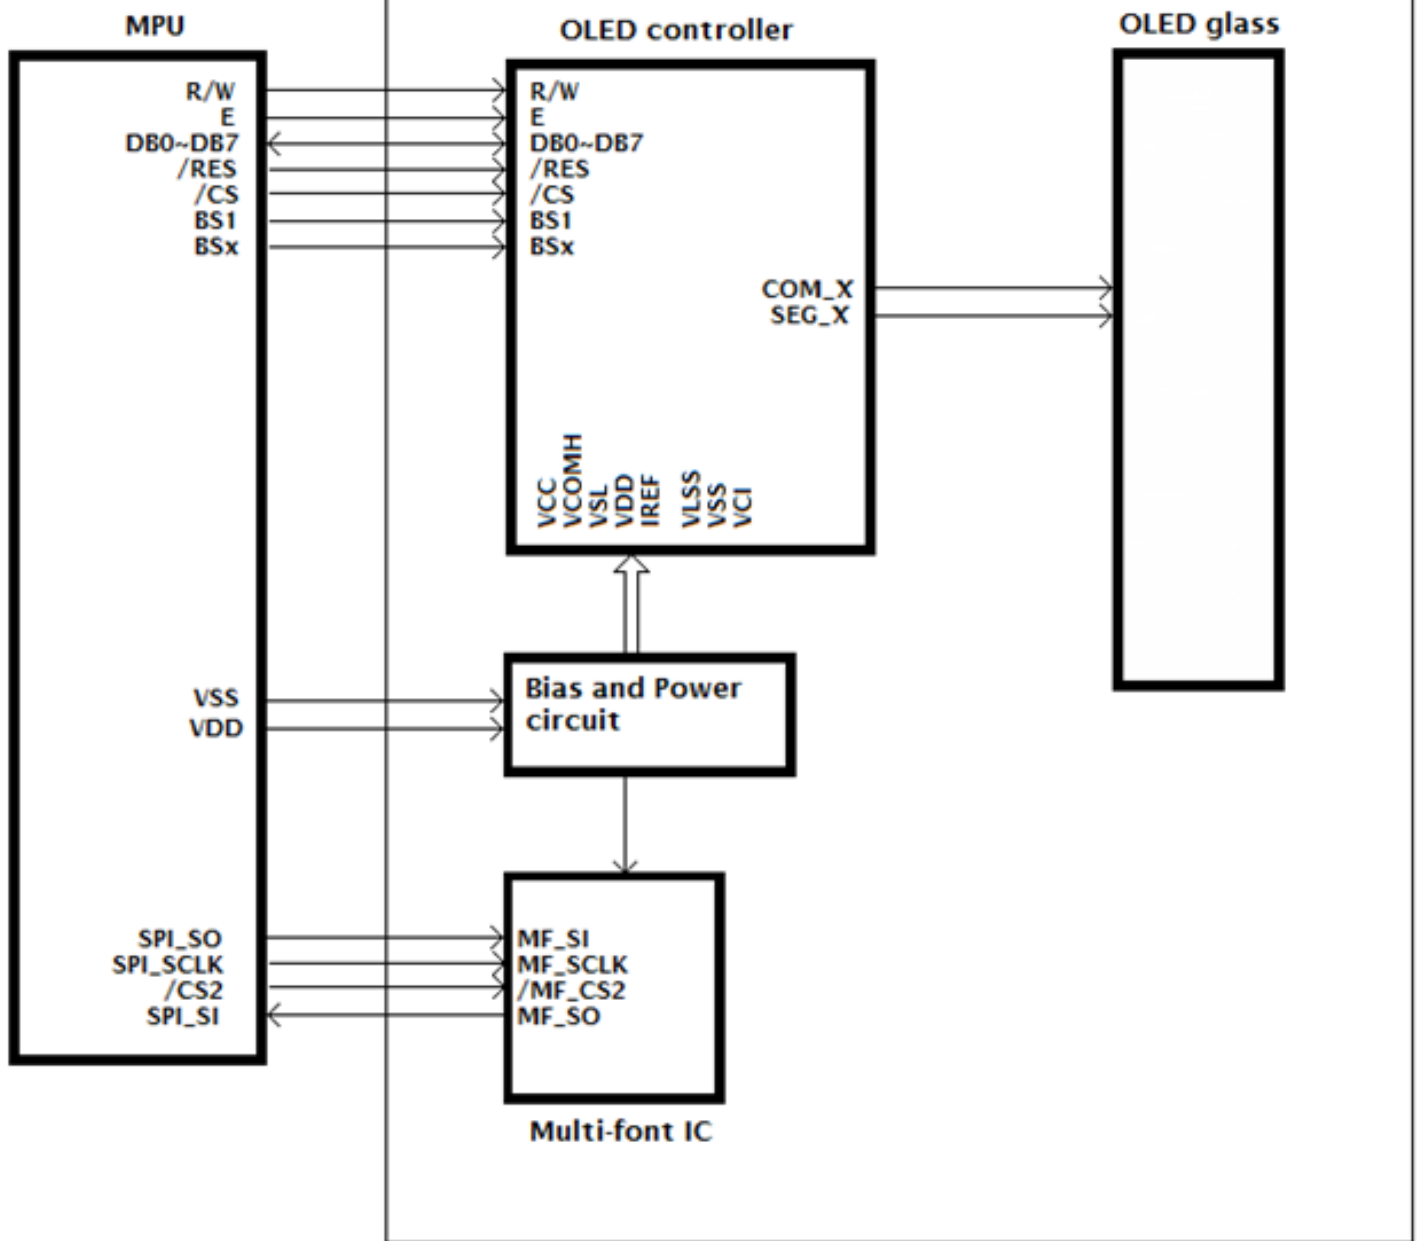 MPU
OLED controller
OLED glass
R/W
E
DB0~DB7
/RES
/CS
BS1
BSx
R/W
E
DB0~DB7
/RES
/CS
BS1
BSx
COM_X
SEG_X
VCC
VCOMH
VSL
VDD
IREF
VLSS
VSS
VCI
VSS
VDD
Bias and Power
circuit
SPI_SO
SPI_SCLK
/CS2
SPI_SI
MF_SI
MF_SCLK
/MF_CS2
MF_SO
Multi-font IC